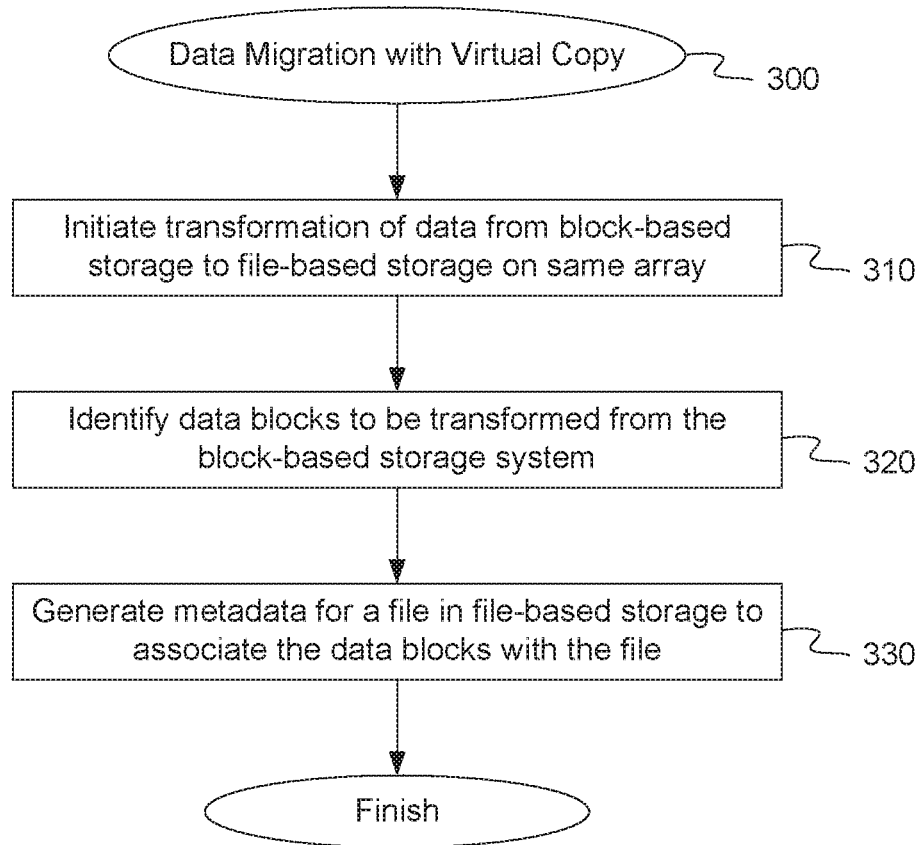 Data Migration with Virtual Copy
300
Initiate transformation of data from block-based
storage to file-based storage on same array
310
Identify data blocks to be transformed from the
block-based storage system
320
Generate metadata for a file in file-based storage to
associate the data blocks with the file
330
Finish